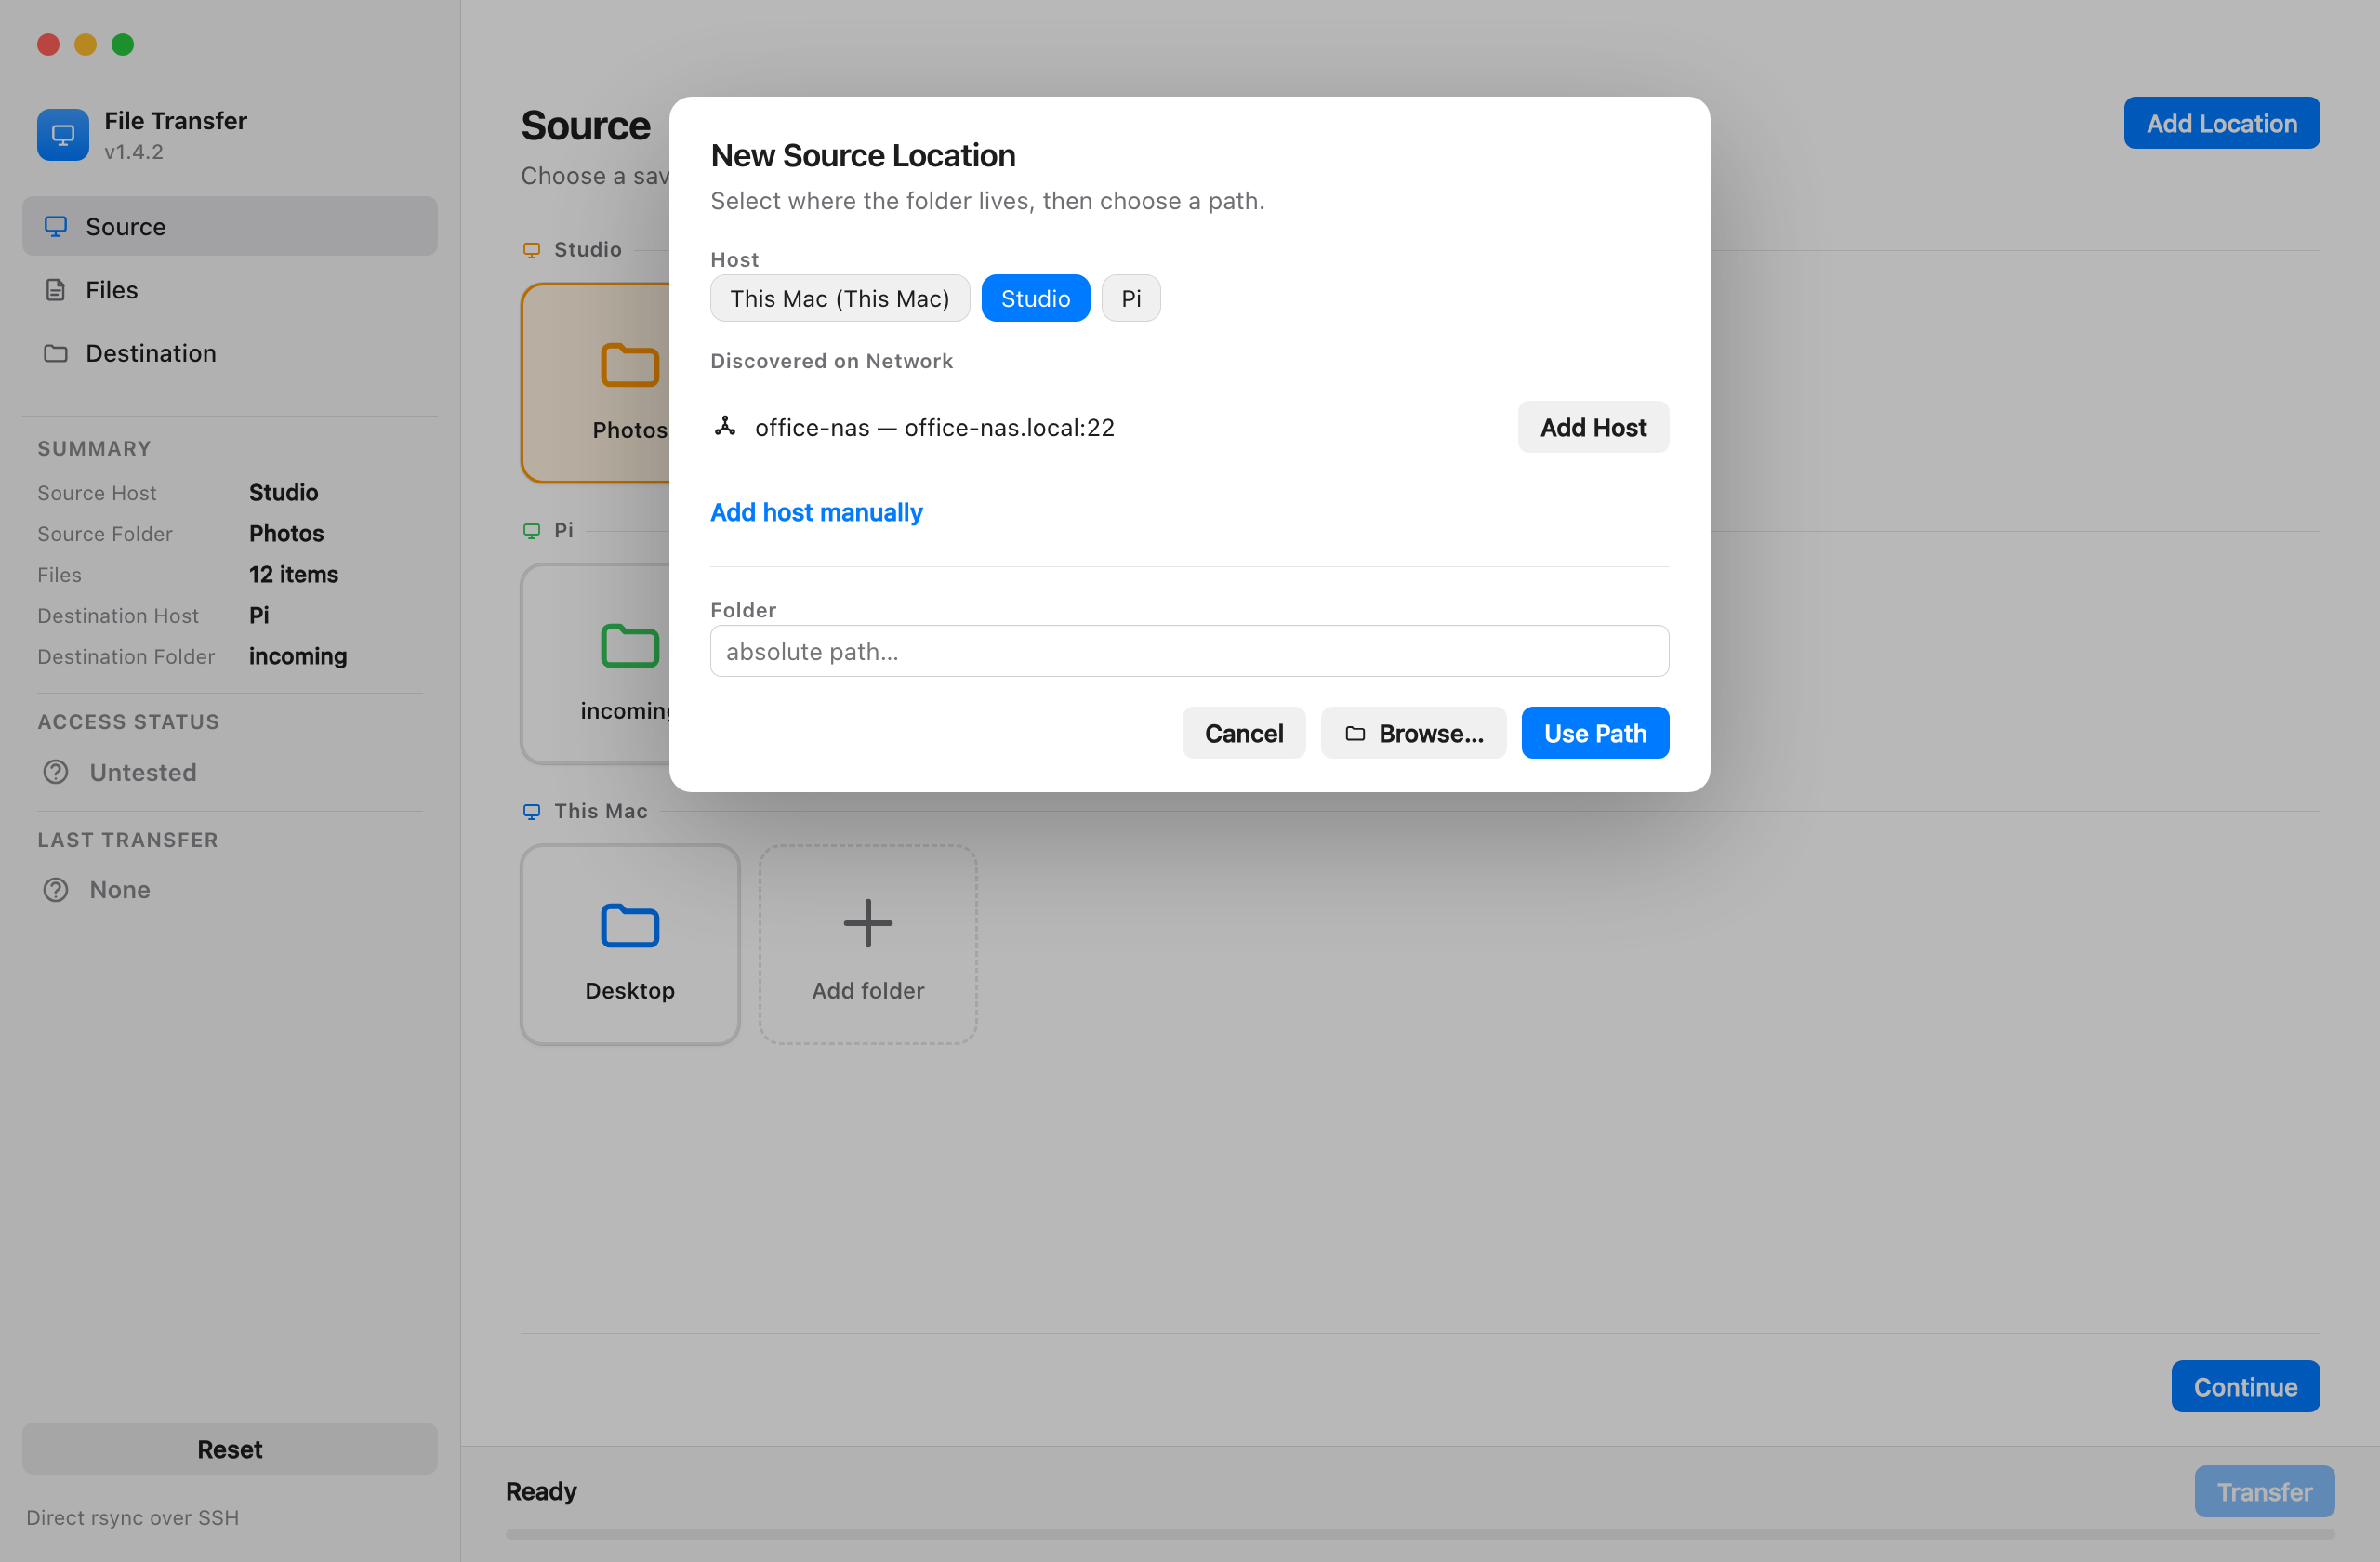 File Transfer
v1.4.2
Source
Files
Destination
SUMMARY
Source Host Studio
Source Folder Photos
Files 12 items
Destination Host Pi
Destination Folder incoming
ACCESS STATUS
Untested
LAST TRANSFER
None
Reset
Direct rsync over SSH
Source
Choose a sav
Add Location
Studio
Photos
Pi
incoming
This Mac
Desktop
Add folder
New Source Location
Select where the folder lives, then choose a path.
Host
This Mac (This Mac) Studio Pi
Discovered on Network
office-nas — office-nas.local:22 Add Host
Add host manually
Folder
absolute path...
Cancel Browse... Use Path
Continue
Ready
Transfer